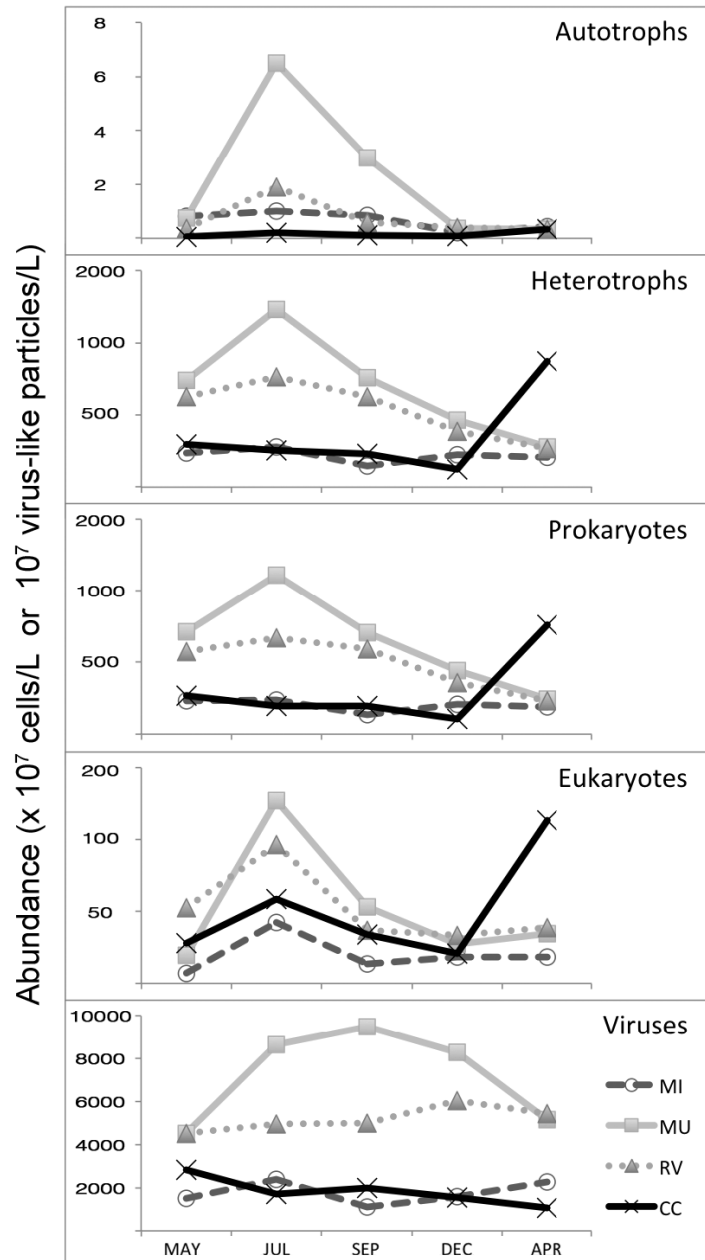 Abundance (x 10⁷ cells/L or 10⁷ virus-like particles/L)
Autotrophs
8
6
4
2
Heterotrophs
2000
1000
500
Prokaryotes
2000
1000
500
Eukaryotes
200
100
50
Viruses
10000
8000
6000
4000
2000
MI
MU
RV
CC
MAY JUL SEP DEC APR